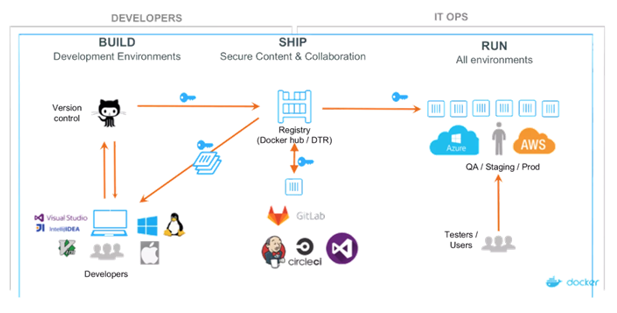 DEVELOPERS
IT OPS
BUILD
Development Environments
SHIP
Secure Content & Collaboration
RUN
All environments
Version
control
Registry
(Docker hub / DTR)
Azure
AWS
QA / Staging / Prod
Visual Studio
IntelliJIDEA
Developers
GitLab
circleci
Testers /
Users
docker